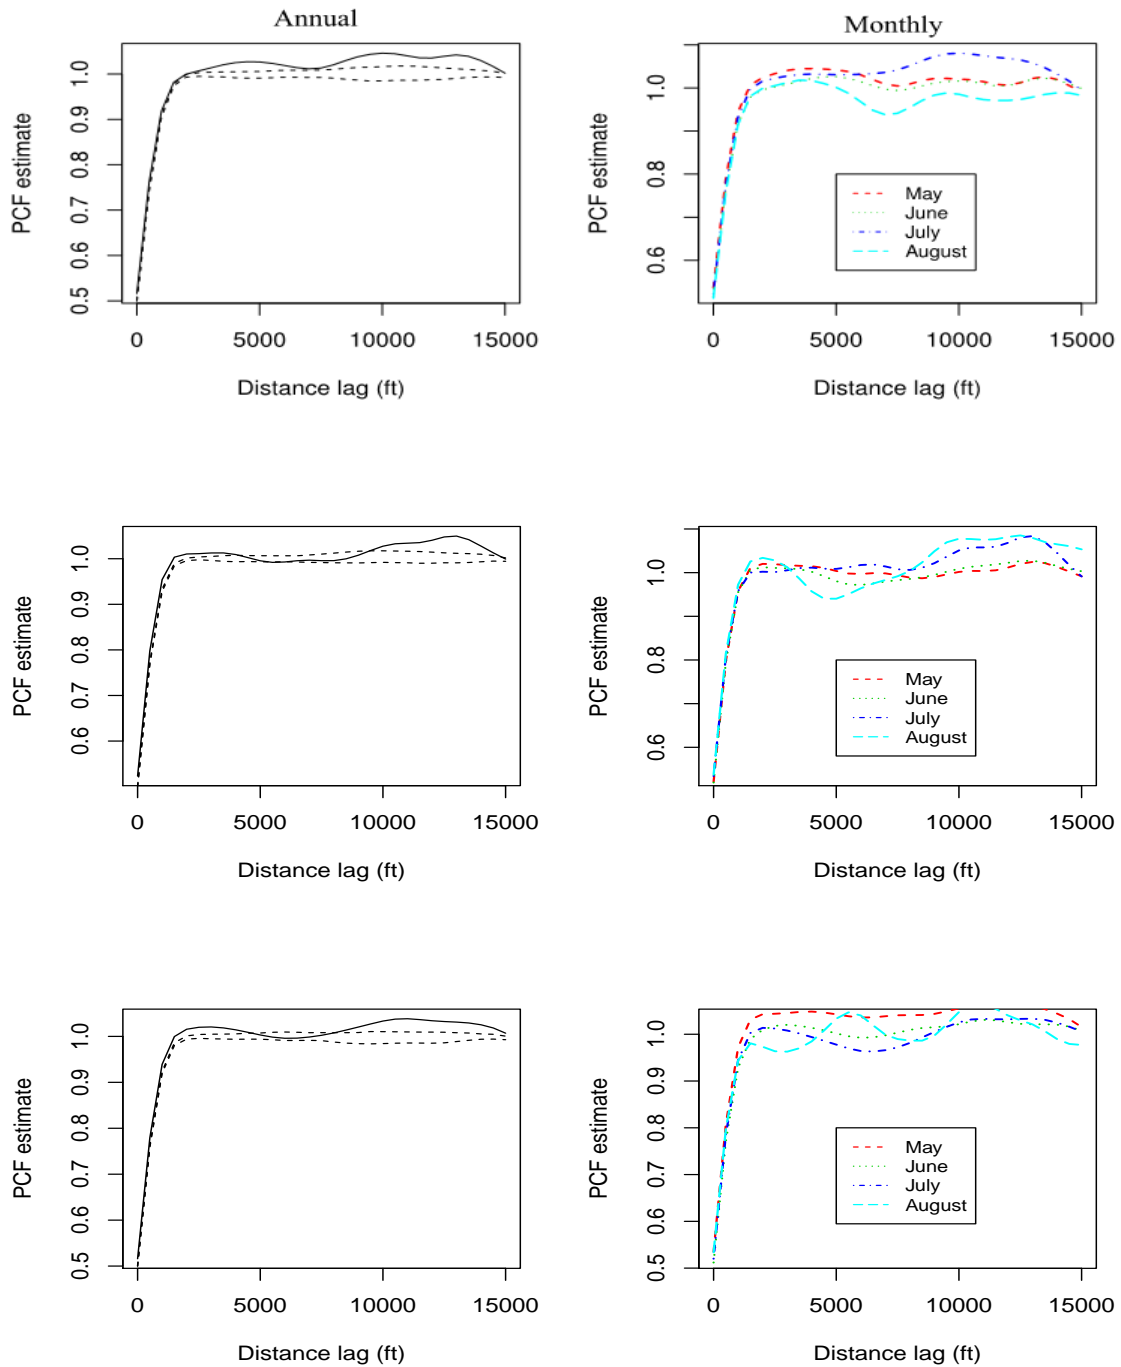 Annual
PCF estimate
0.5 0.6 0.7 0.8 0.9 1.0
0 5000 10000 15000
Distance lag (ft)
Monthly
PCF estimate
0.6 0.8 1.0
May
June
July
August
0 5000 10000 15000
Distance lag (ft)
PCF estimate
0.6 0.7 0.8 0.9 1.0
0 5000 10000 15000
Distance lag (ft)
PCF estimate
0.6 0.8 1.0
May
June
July
August
0 5000 10000 15000
Distance lag (ft)
PCF estimate
0.5 0.6 0.7 0.8 0.9 1.0
0 5000 10000 15000
Distance lag (ft)
PCF estimate
0.5 0.6 0.7 0.8 0.9 1.0
May
June
July
August
0 5000 10000 15000
Distance lag (ft)